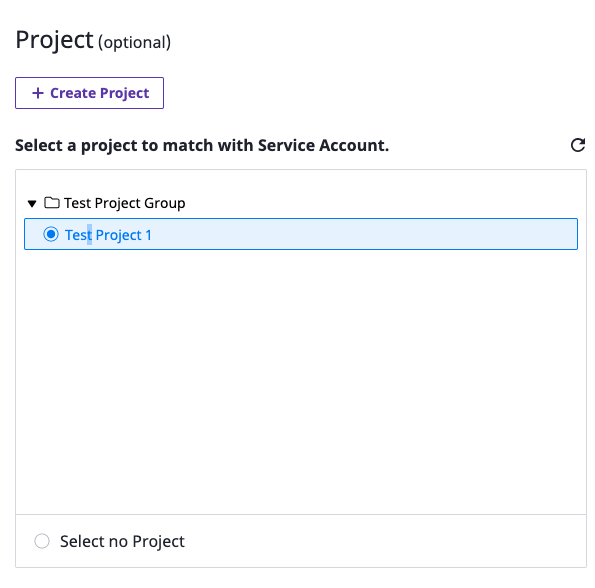 Project (optional)
+ Create Project
Select a project to match with Service Account.
Test Project Group
Test Project 1
Select no Project